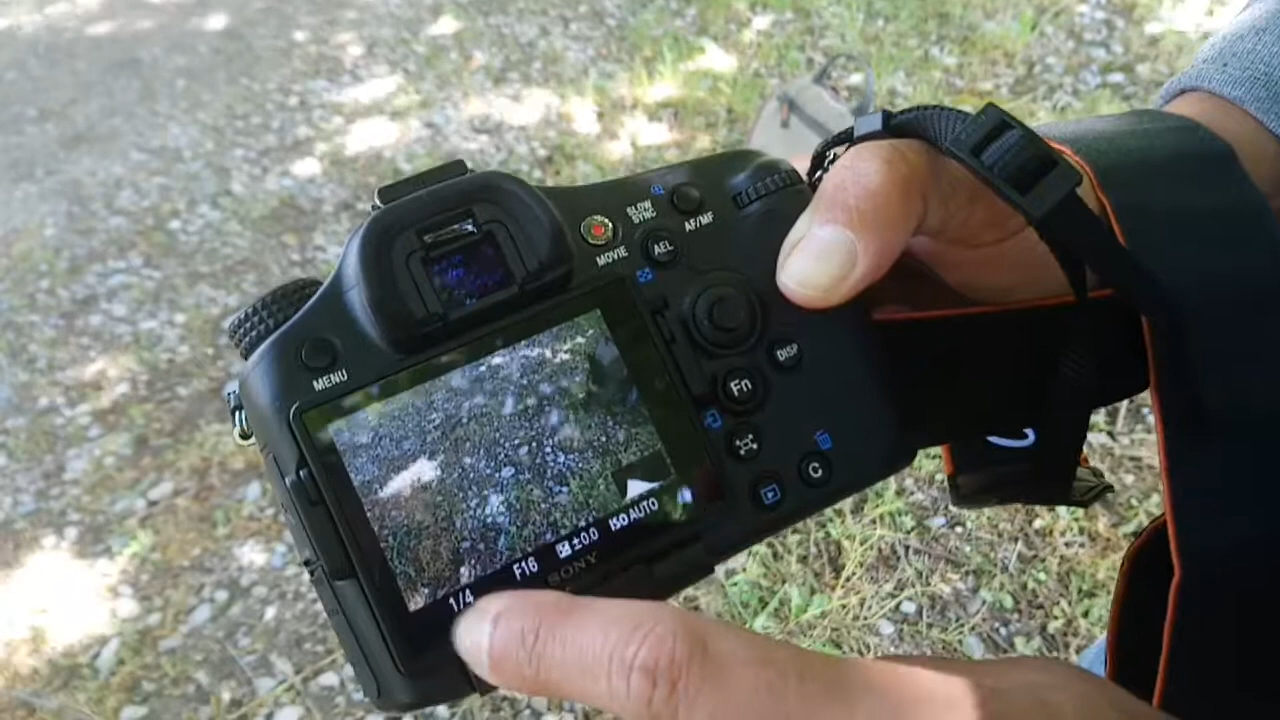 SLOW
SYNC
AF/MF
MOVIE
AEL
MENU
DISP
Fn
C
1/4 F16 ±0.0 ISO AUTO
SONY